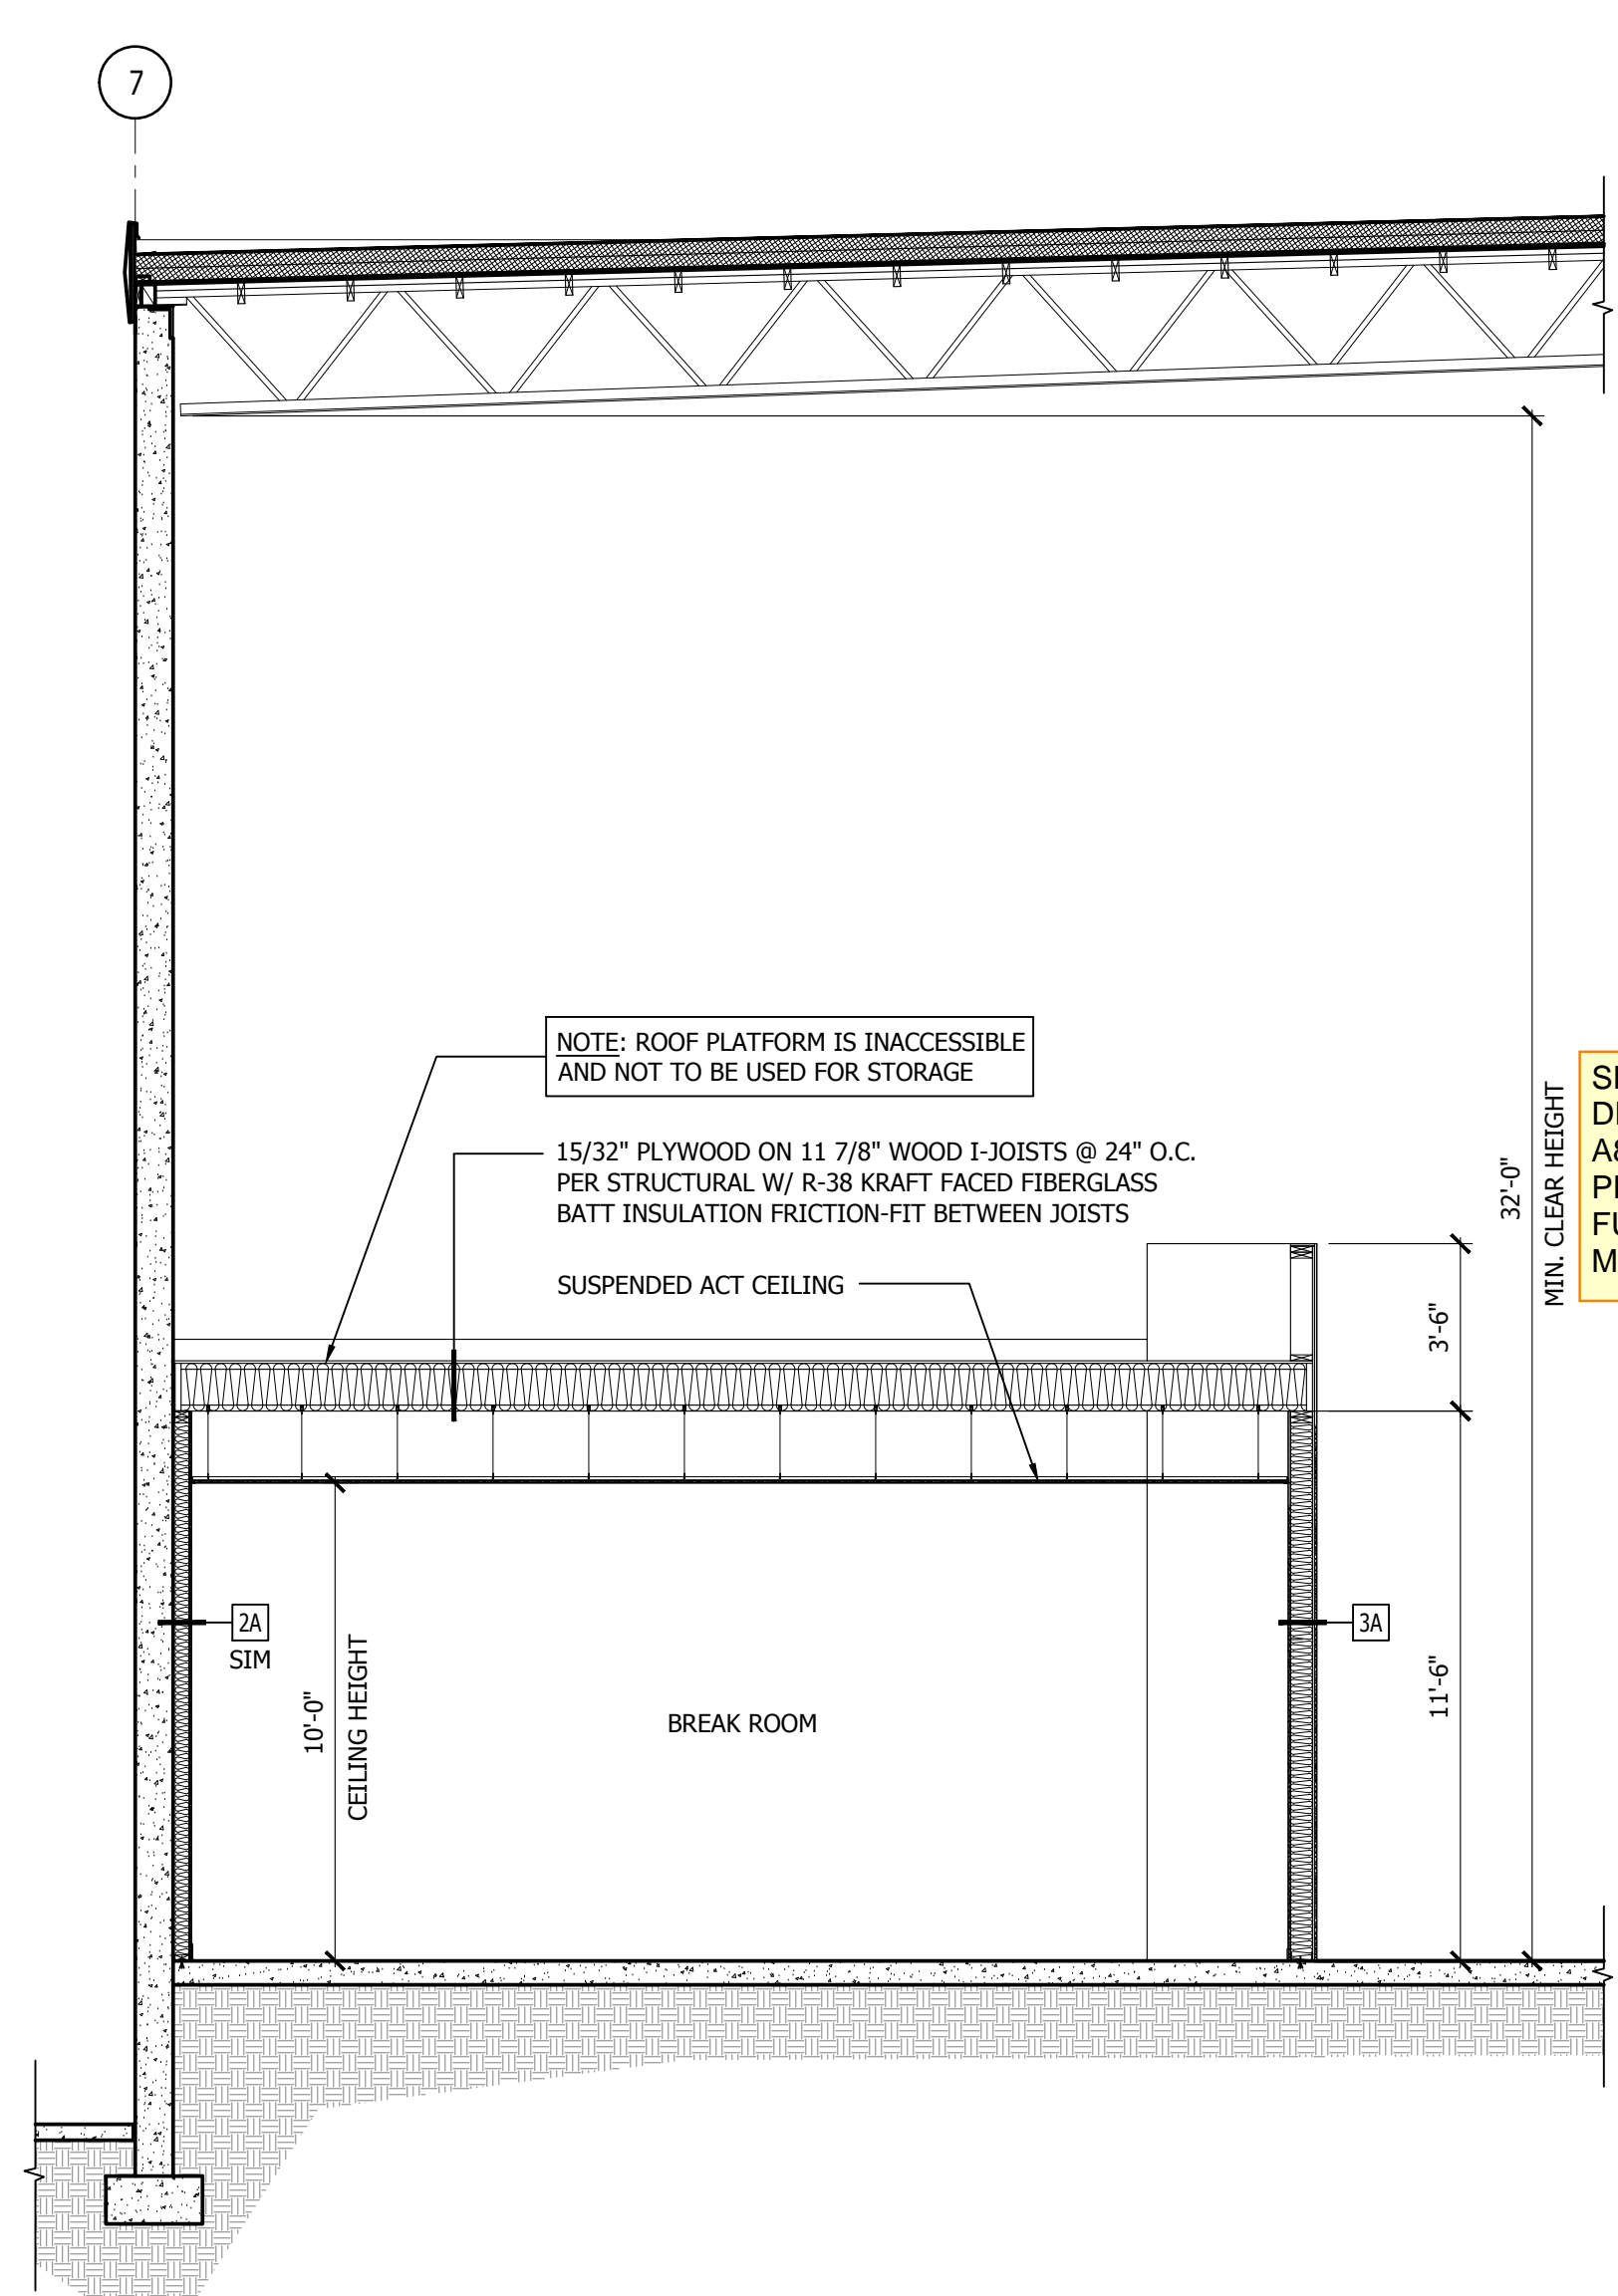 7
NOTE: ROOF PLATFORM IS INACCESSIBLE
AND NOT TO BE USED FOR STORAGE
15/32" PLYWOOD ON 11 7/8" WOOD I-JOISTS @ 24" O.C.
PER STRUCTURAL W/ R-38 KRAFT FACED FIBERGLASS
BATT INSULATION FRICTION-FIT BETWEEN JOISTS
SUSPENDED ACT CEILING
32'-0"
MIN. CLEAR HEIGHT
3'-6"
11'-6"
2A
SIM
3A
10'-0"
CEILING HEIGHT
BREAK ROOM